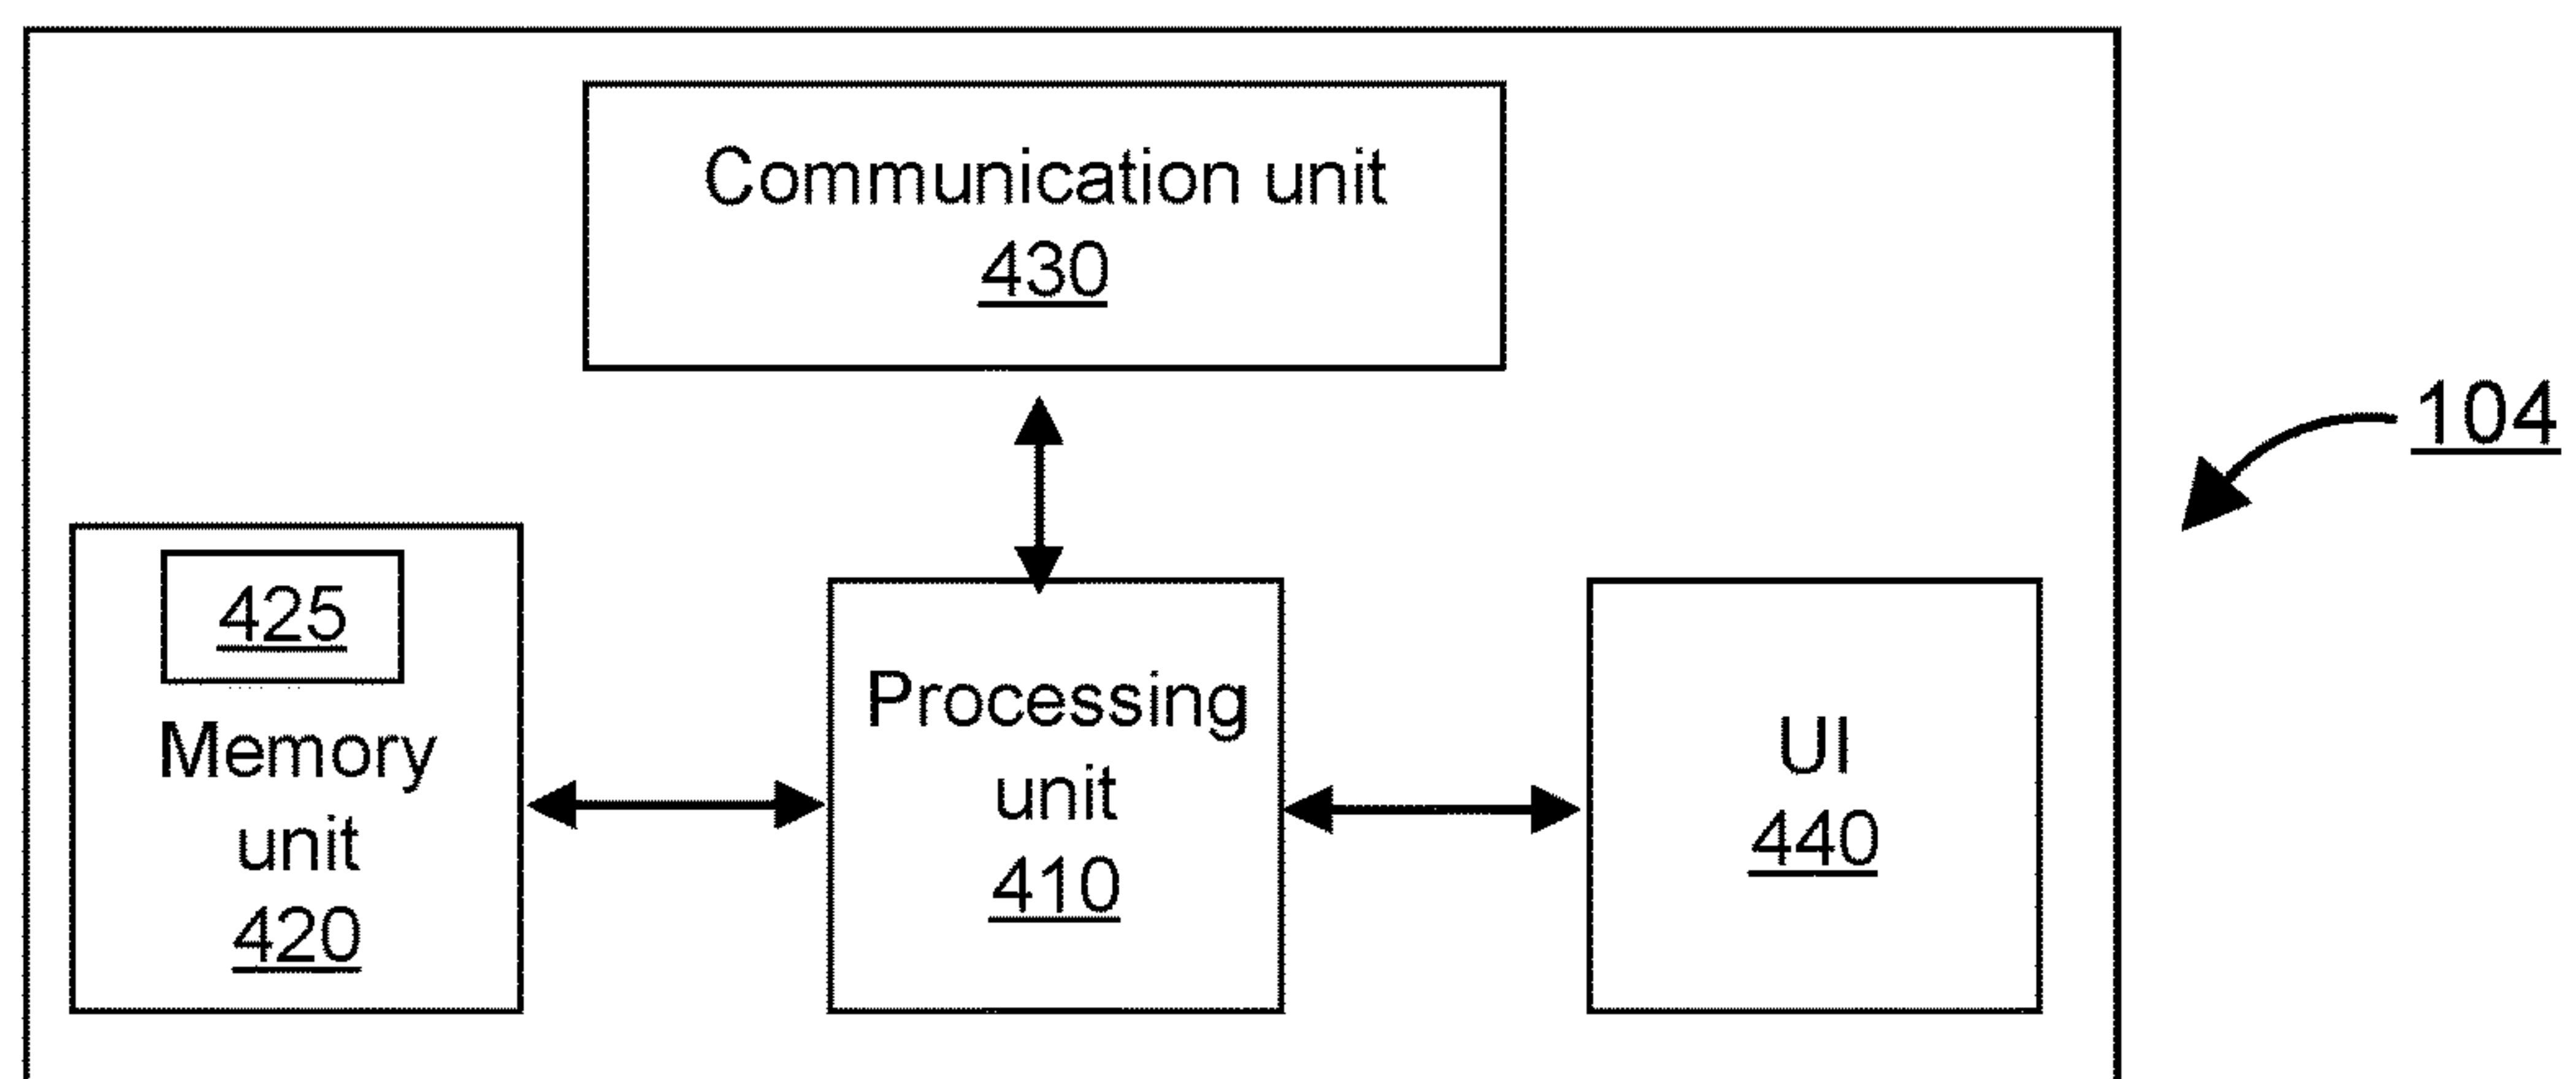 Communication unit
430
104
425
Memory
unit
420
Processing
unit
410
UI
440